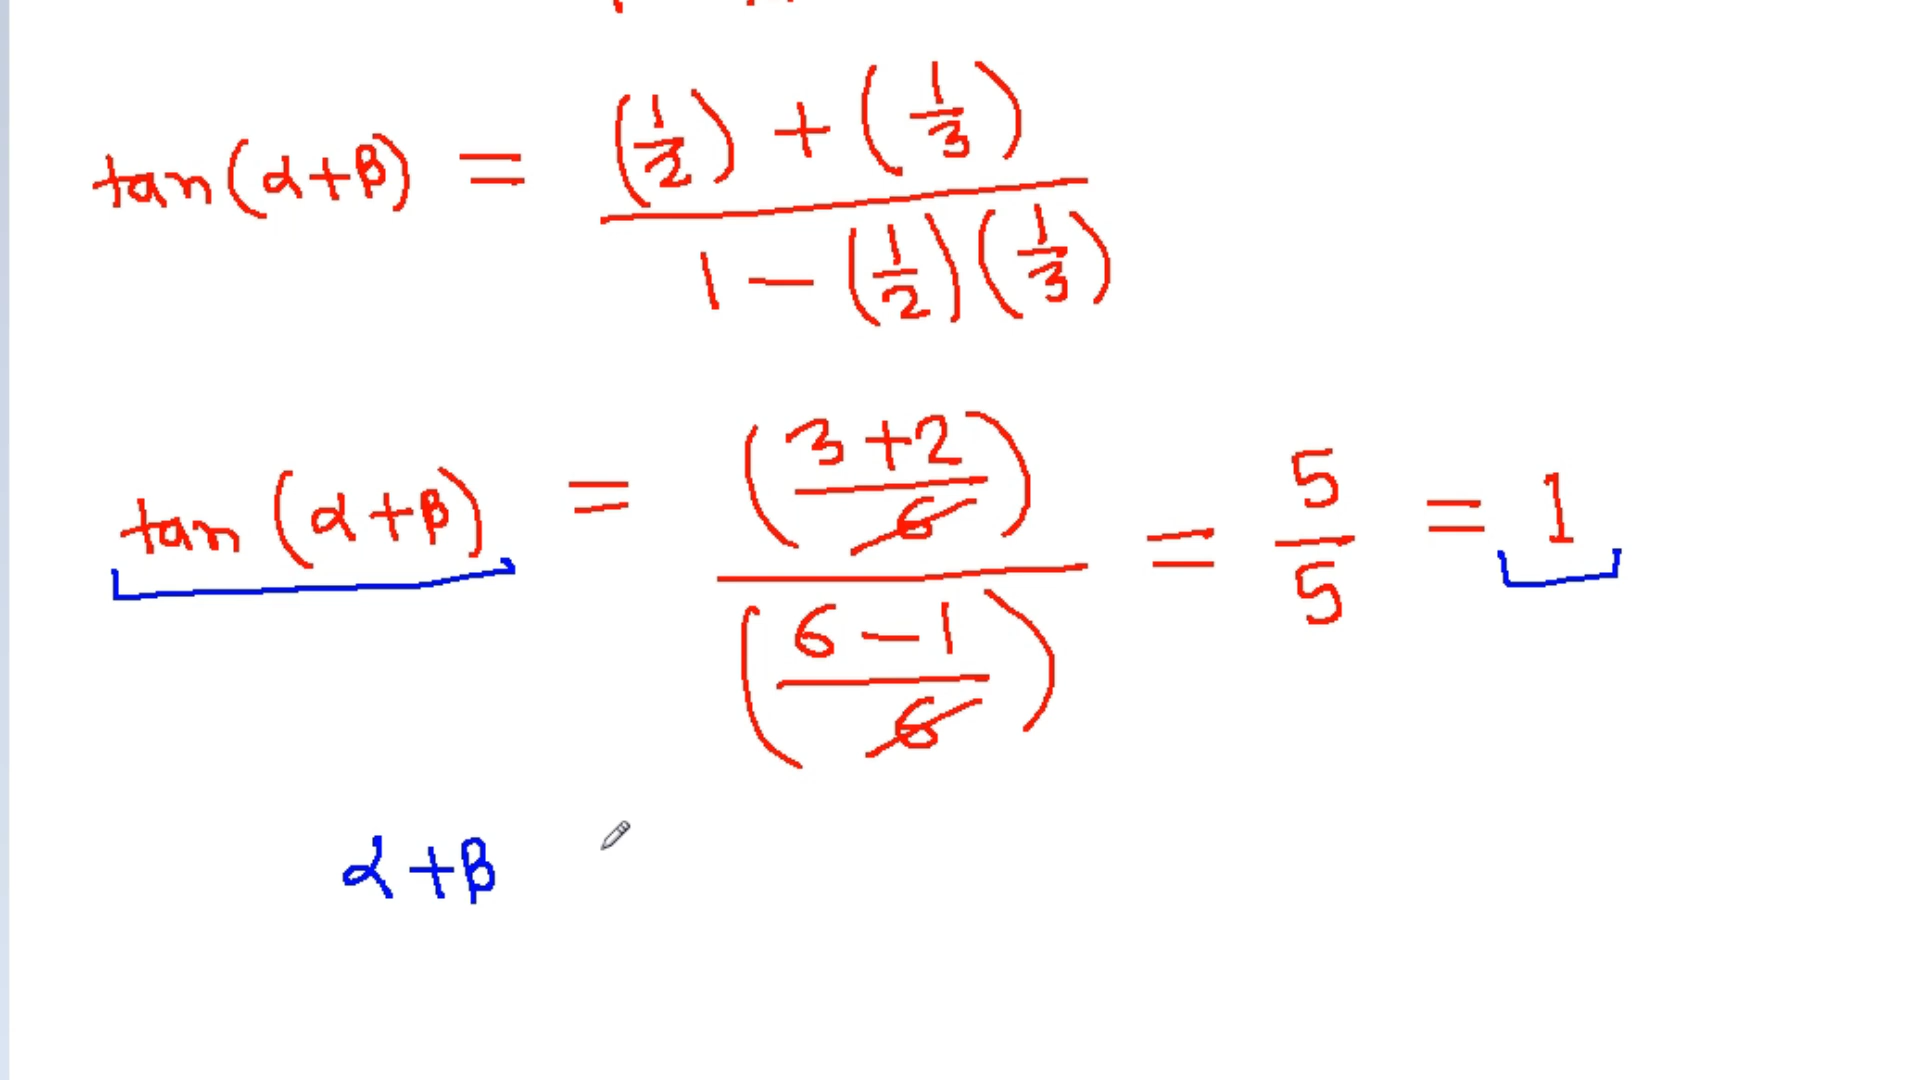 tan(α+β) = ((1/2) + (1/3)) / (1 - (1/2)(1/3))
tan (α+β) = ((3+2)/6) / ((6-1)/6) = 5/5 = 1
α+β